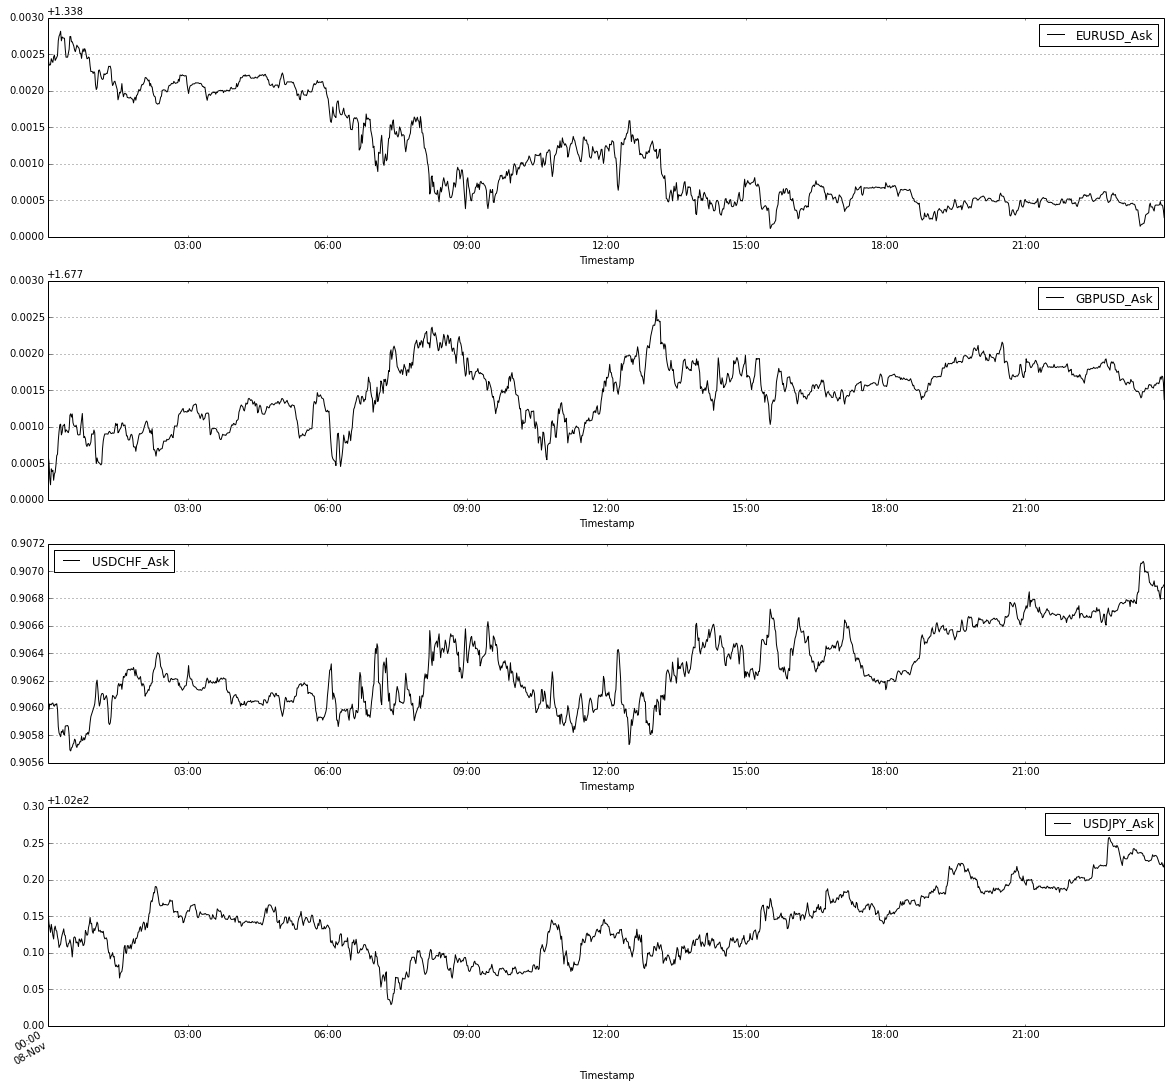 +1.338
0.0030
EURUSD_Ask
0.0025
0.0020
0.0015
0.0010
0.0005
0.0000
03:00 06:00 09:00 12:00 15:00 18:00 21:00
Timestamp
+1.677
0.0030
GBPUSD_Ask
0.0025
0.0020
0.0015
0.0010
0.0005
0.0000
03:00 06:00 09:00 12:00 15:00 18:00 21:00
Timestamp
0.9072
USDCHF_Ask
0.9070
0.9068
0.9066
0.9064
0.9062
0.9060
0.9058
0.9056
03:00 06:00 09:00 12:00 15:00 18:00 21:00
Timestamp
+1.02e2
0.30
USDJPY_Ask
0.25
0.20
0.15
0.10
0.05
0.00
00:00 03:00 06:00 09:00 12:00 15:00 18:00 21:00
08-Nov
Timestamp